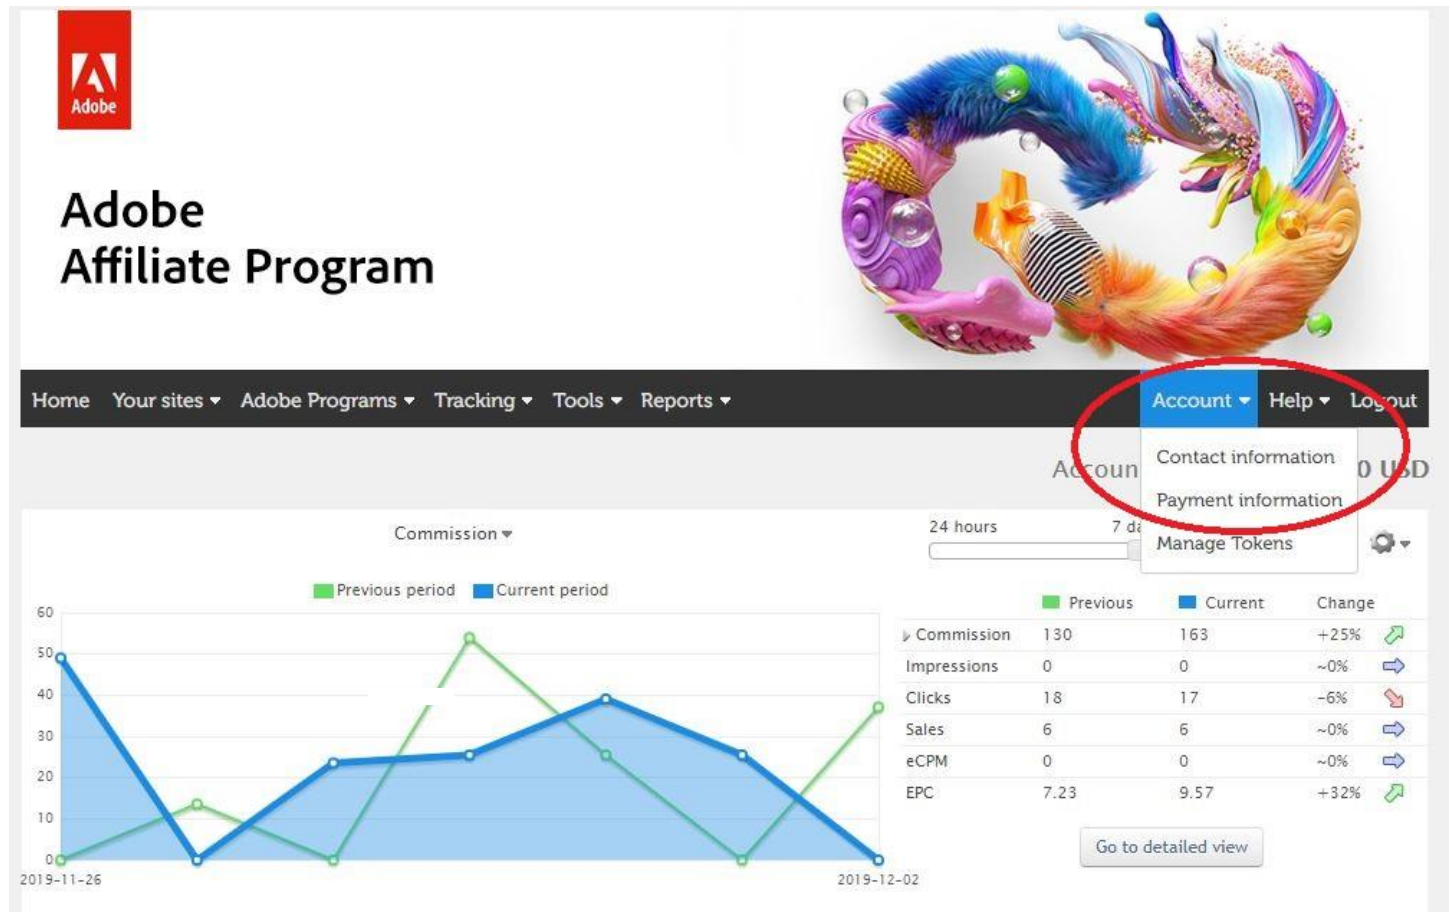 Adobe
Adobe
Affiliate Program
Home Your sites Adobe Programs Tracking Tools Reports Account Help Logout
Contact information
Payment information
Manage Tokens
Accoun 0 USD
Commission
24 hours 7 da
Previous period Current period
60
50
40
30
20
10
0
2019-11-26 2019-12-02
Previous Current Change
Commission 130 163 +25%
Impressions 0 0 ~0%
Clicks 18 17 -6%
Sales 6 6 ~0%
eCPM 0 0 ~0%
EPC 7.23 9.57 +32%
Go to detailed view